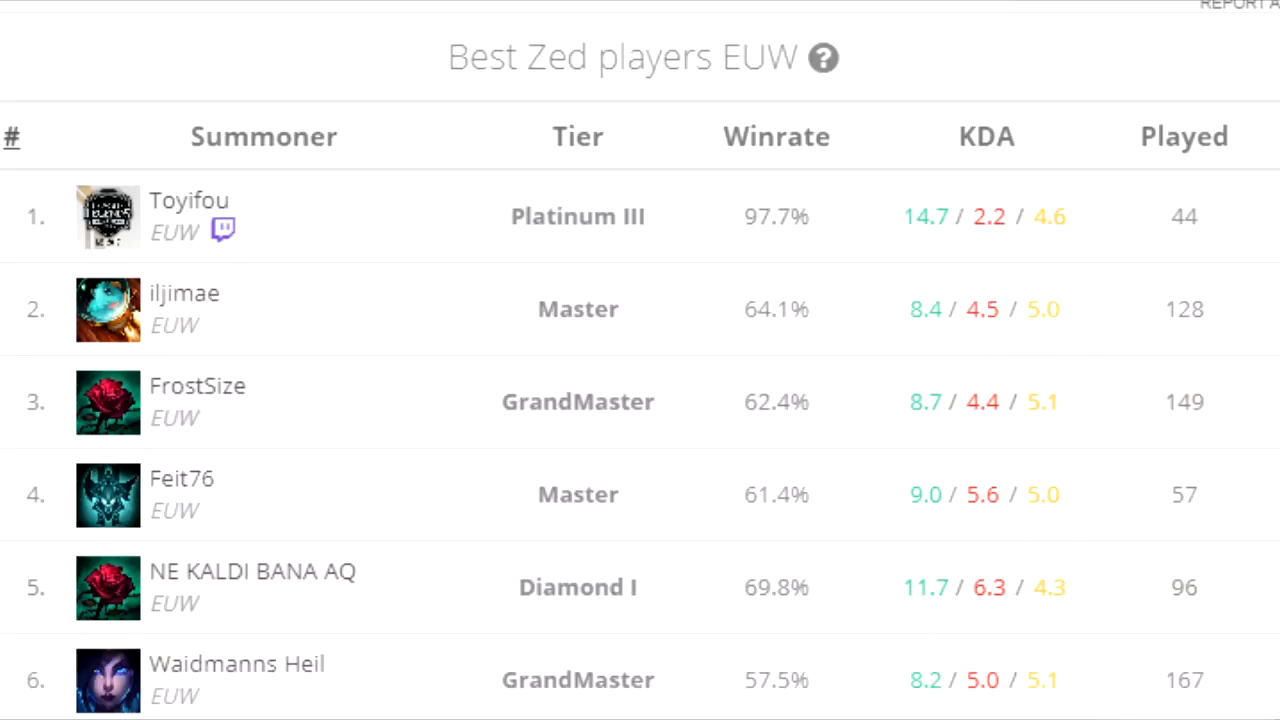 REPORT A
Best Zed players EUW ?
# Summoner Tier Winrate KDA Played
1. Toyifou EUW Platinum III 97.7% 14.7 / 2.2 / 4.6 44
2. iljimae EUW Master 64.1% 8.4 / 4.5 / 5.0 128
3. FrostSize EUW GrandMaster 62.4% 8.7 / 4.4 / 5.1 149
4. Feit76 EUW Master 61.4% 9.0 / 5.6 / 5.0 57
5. NE KALDI BANA AQ EUW Diamond I 69.8% 11.7 / 6.3 / 4.3 96
6. Waidmanns Heil EUW GrandMaster 57.5% 8.2 / 5.0 / 5.1 167